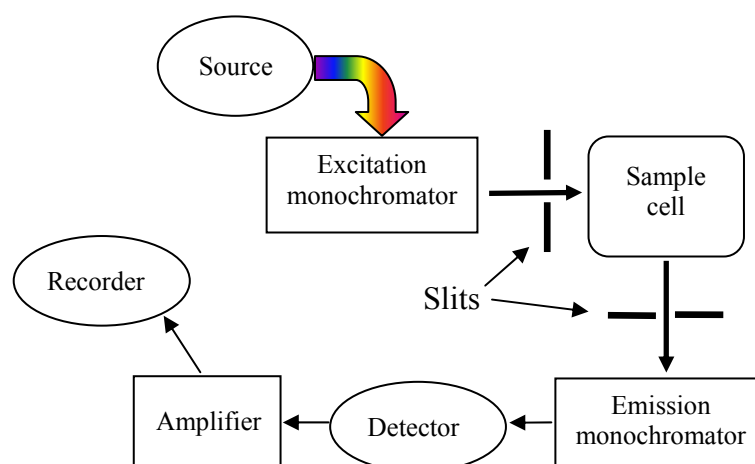 Source
Excitation
monochromator
Sample
cell
Recorder
Slits
Amplifier
Detector
Emission
monochromator